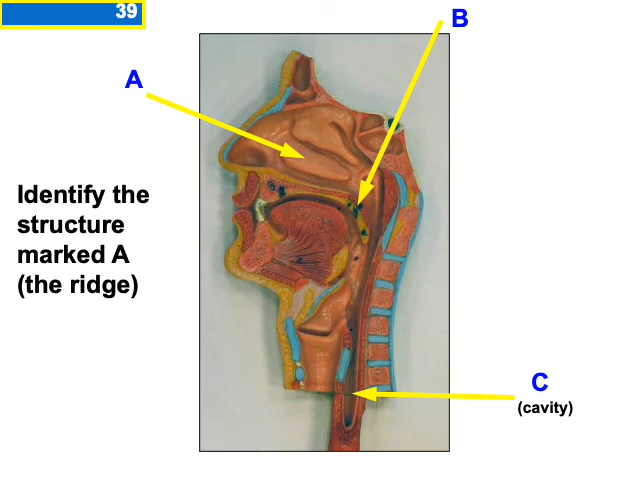 39
B
A
Identify the
structure
marked A
(the ridge)
C
(cavity)